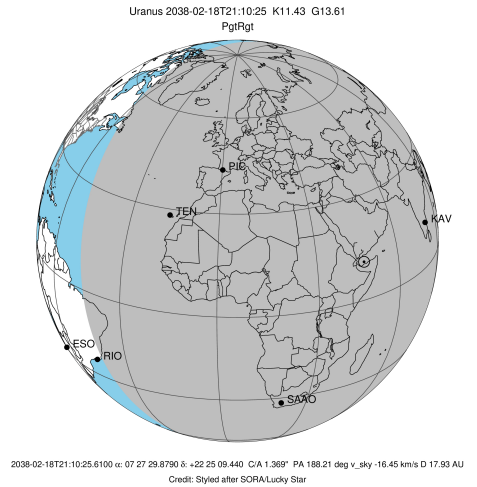 Uranus 2038-02-18T21:10:25 K11.43 G13.61
PgtRgt
PIC
TEN
KAV
ESO
RIO
SAAO
2038-02-18T21:10:25.6100 α: 07 27 29.8790 δ: +22 25 09.440 C/A 1.369" PA 188.21 deg v_sky -16.45 km/s D 17.93 AU
Credit: Styled after SORA/Lucky Star